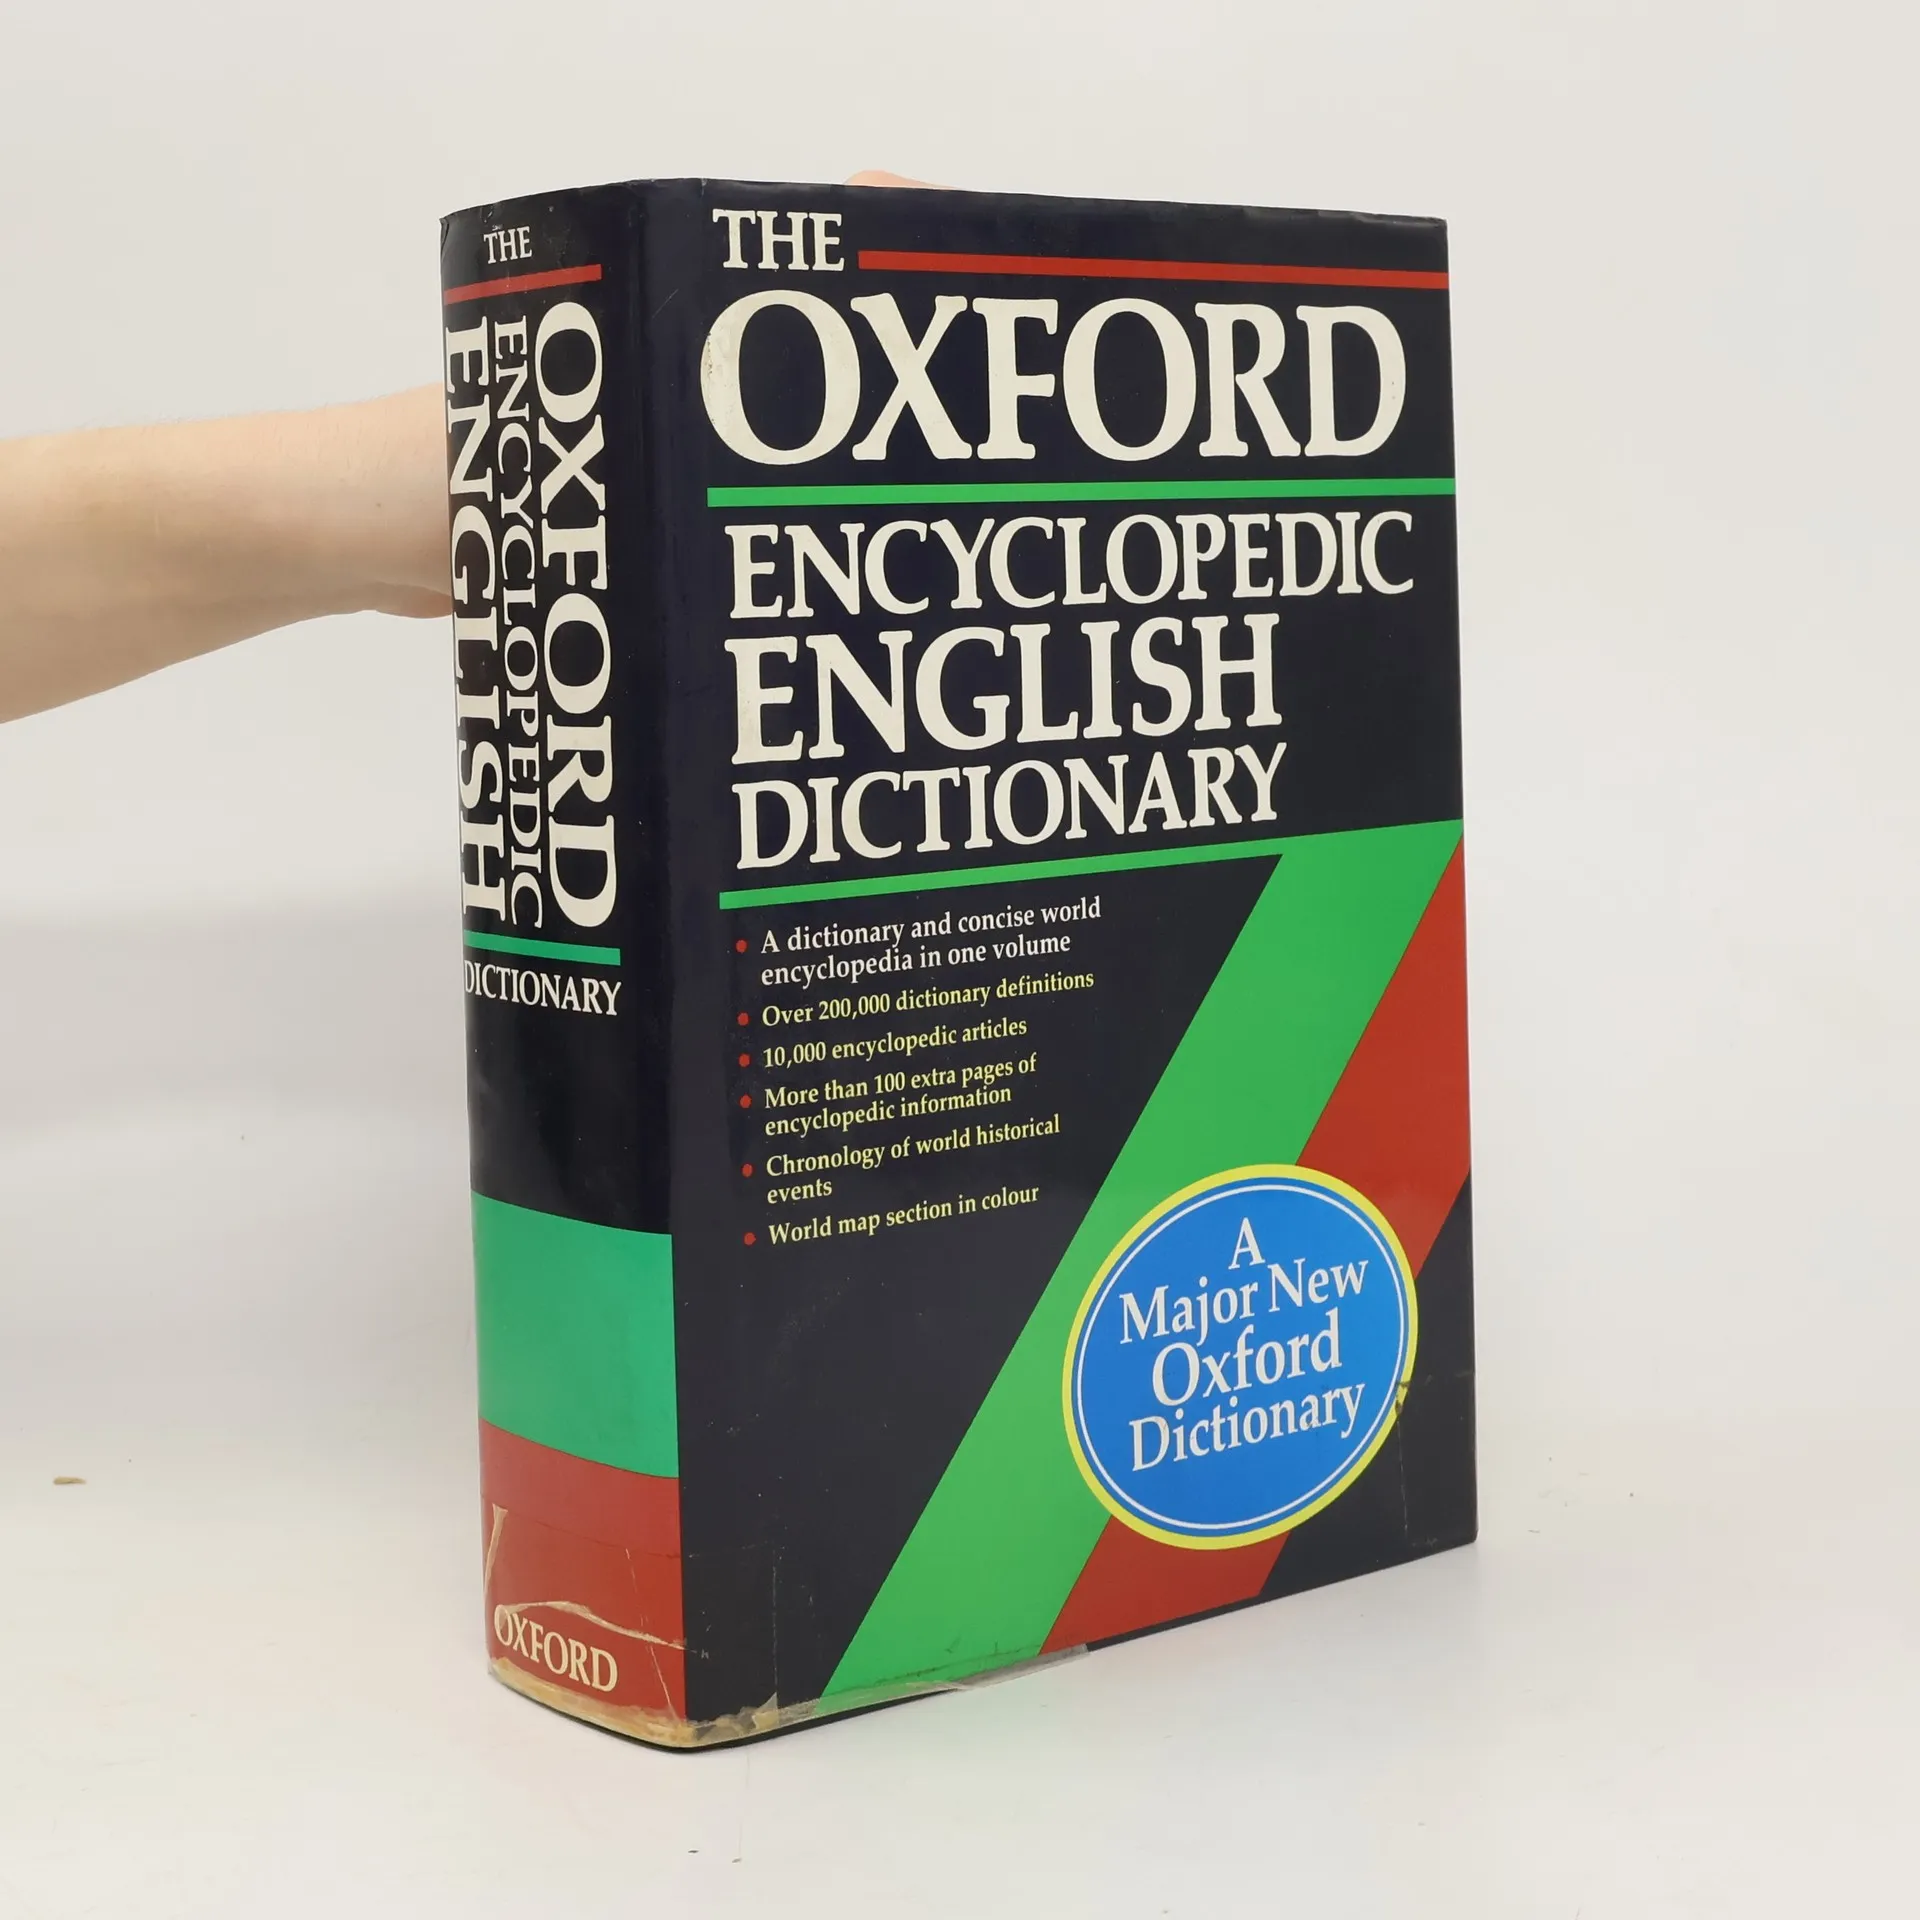 THE
OXFORD
ENCYCLOPEDIC
ENGLISH
DICTIONARY
OXFORD
THE
OXFORD
ENCYCLOPEDIC
ENGLISH
DICTIONARY
• A dictionary and concise world
encyclopedia in one volume
• Over 200,000 dictionary definitions
• 10,000 encyclopedic articles
• More than 100 extra pages of
encyclopedic information
• Chronology of world historical
events
• World map section in colour
A
Major New
Oxford
Dictionary